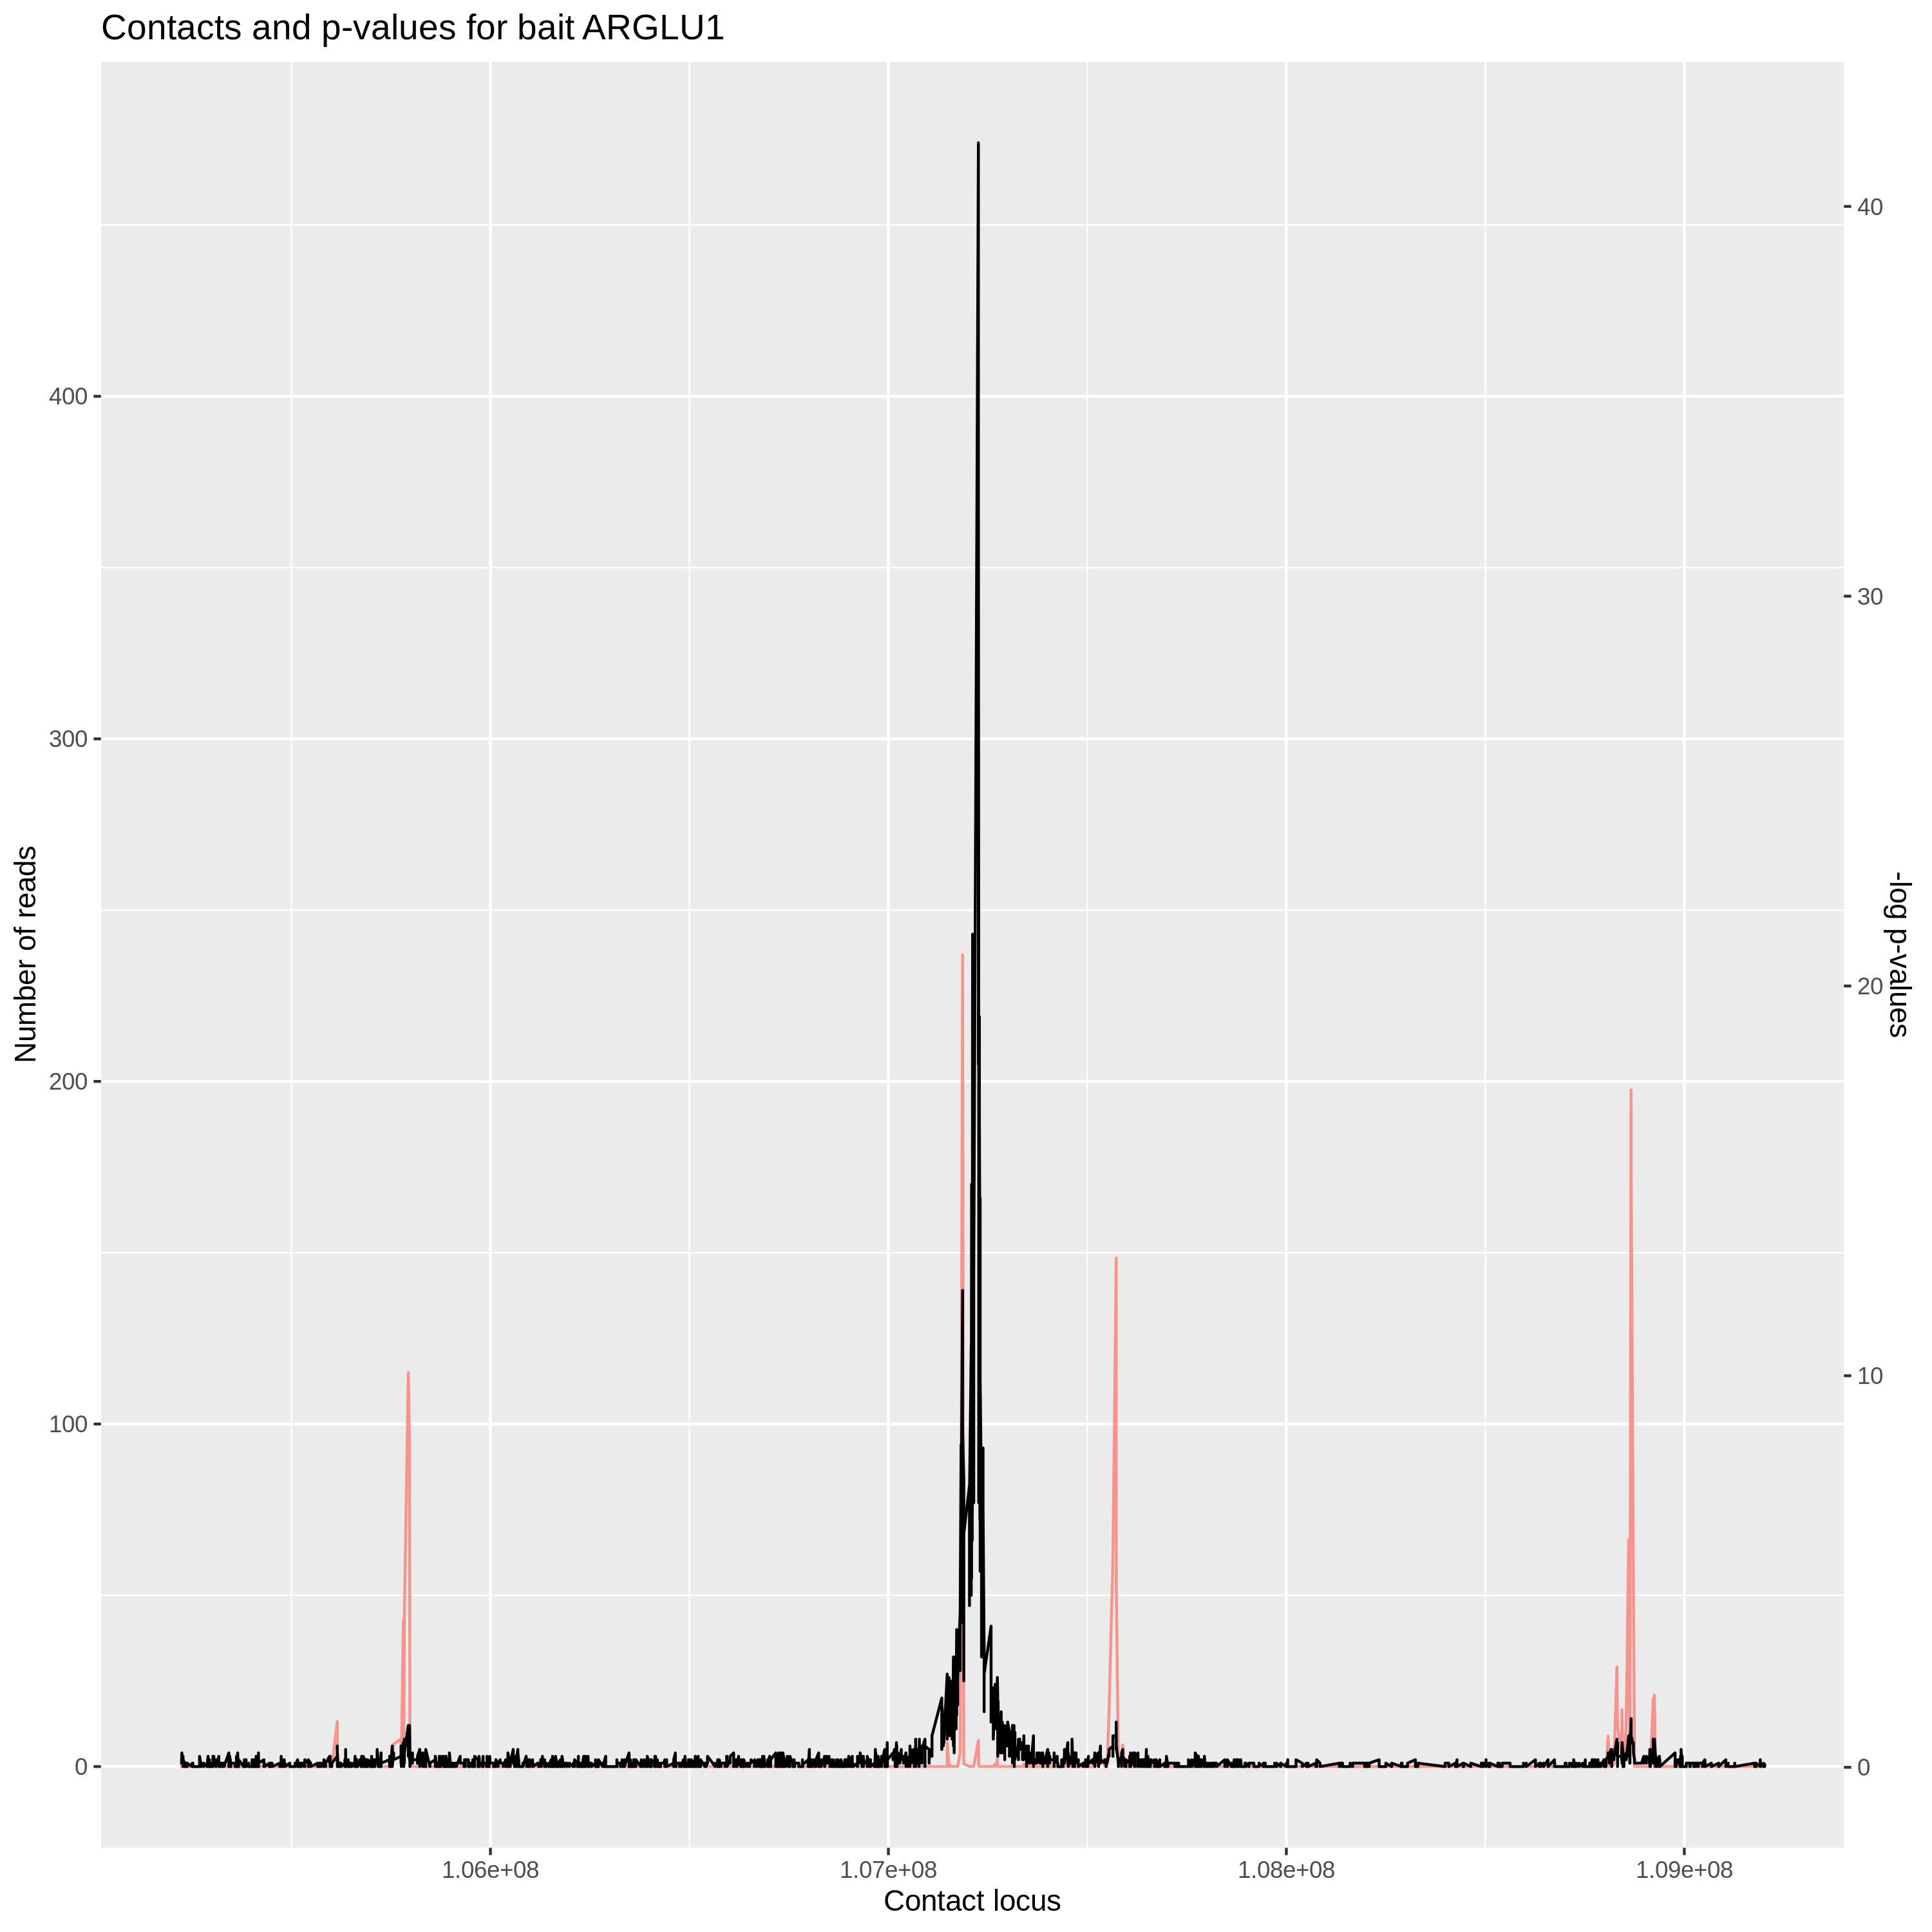 Contacts and p-values for bait ARGLU1
Number of reads
400
300
200
100
0
40
30
20
10
0
-log p-values
1.06e+08 1.07e+08 1.08e+08 1.09e+08
Contact locus